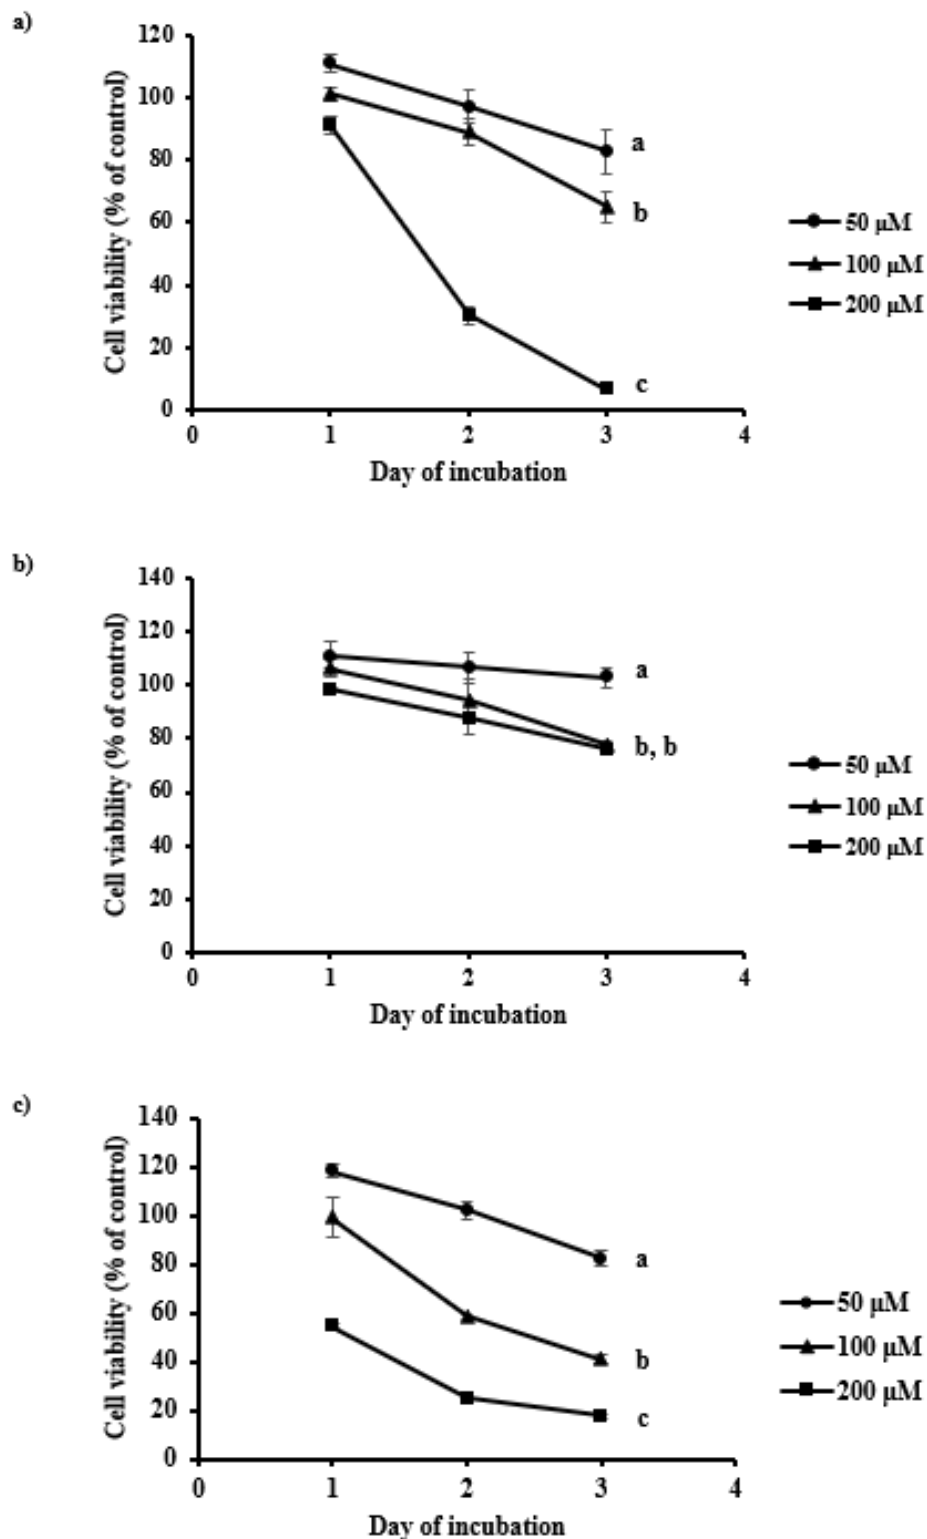 a)
Cell viability (% of control)
120
100
80
60
40
20
0
a
b
c
50 µM
100 µM
200 µM
0 1 2 3 4
Day of incubation
b)
Cell viability (% of control)
140
120
100
80
60
40
20
0
a
b, b
50 µM
100 µM
200 µM
0 1 2 3 4
Day of incubation
c)
Cell viability (% of control)
140
120
100
80
60
40
20
0
a
b
c
50 µM
100 µM
200 µM
0 1 2 3 4
Day of incubation